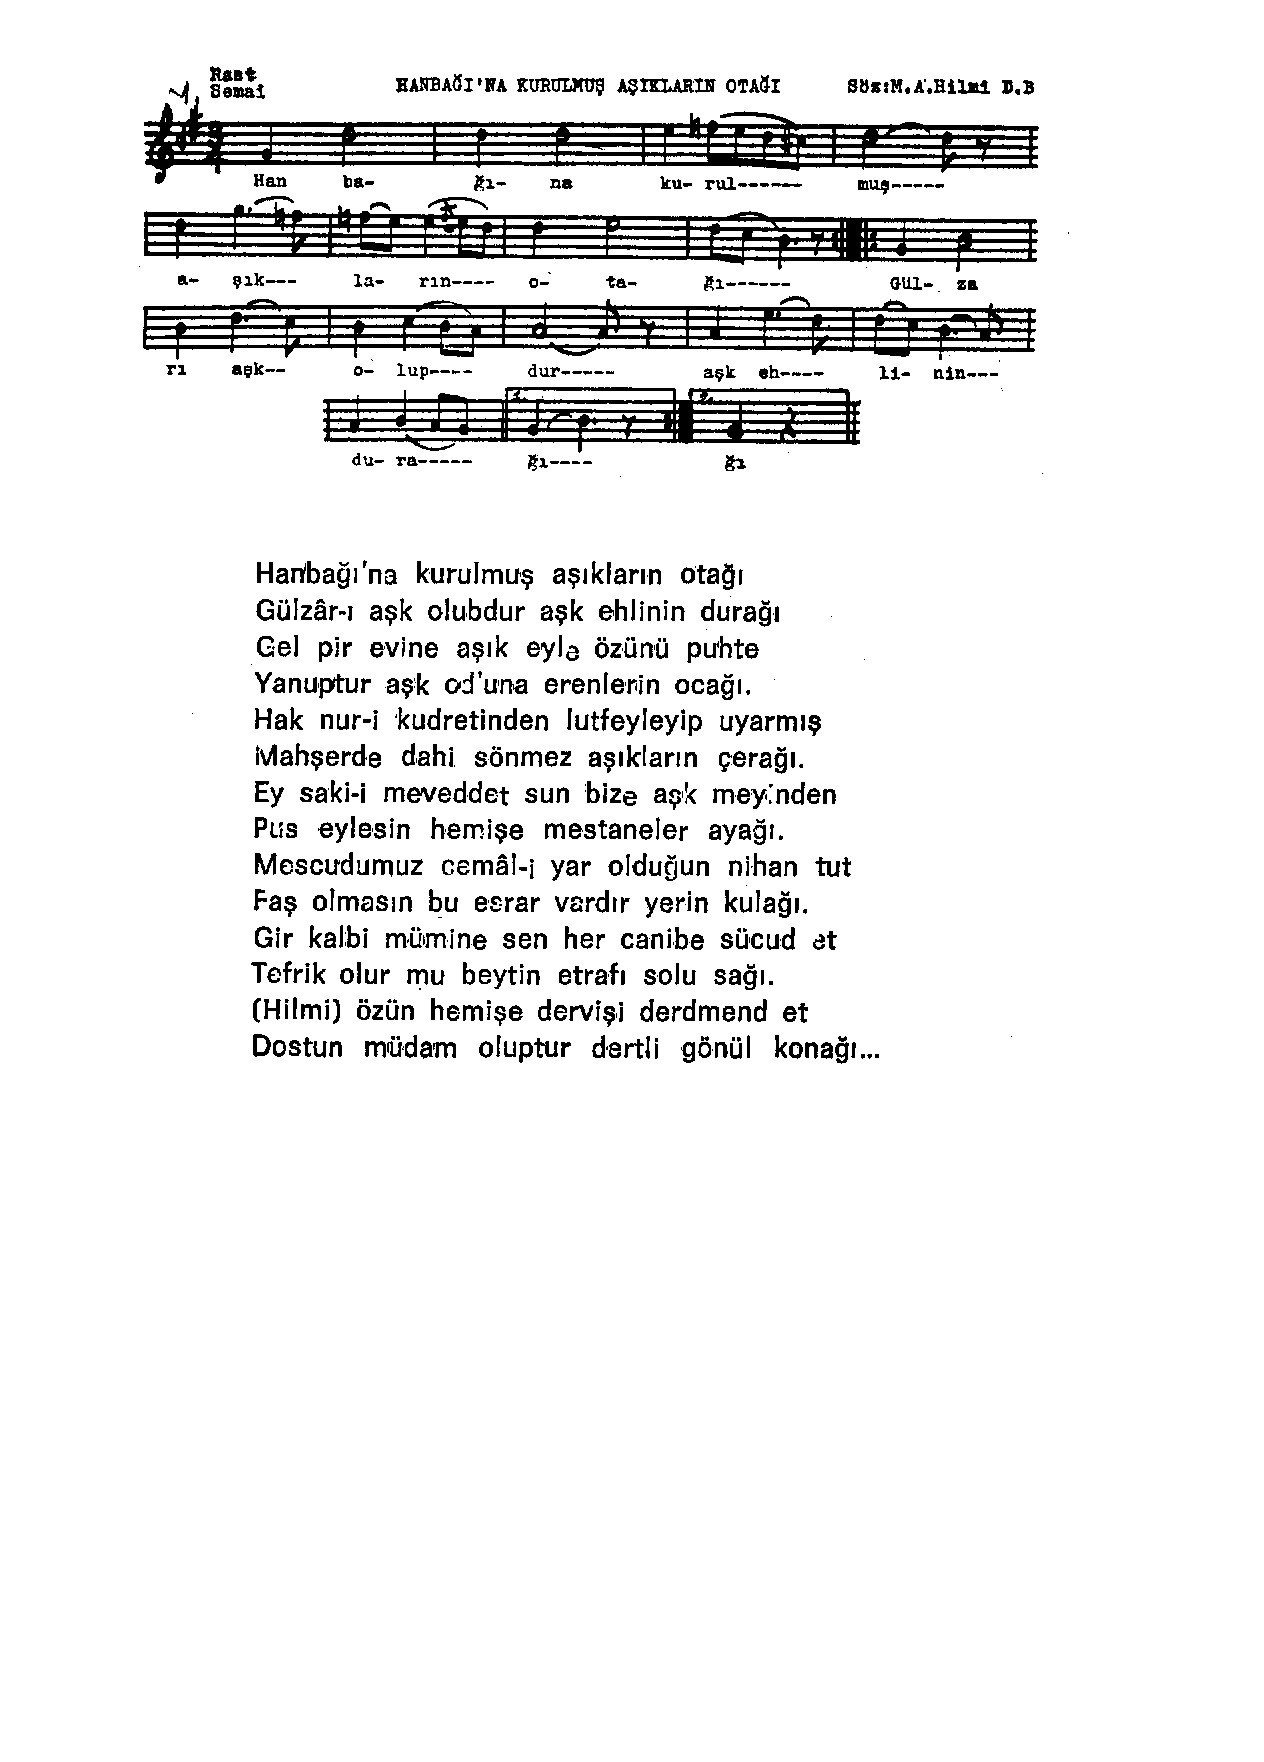 Rast
Semai
HANBAĞI'NA KURULMUŞ AŞIKLARIN OTAĞI
Söz:M.A.Hilmi D.B
Han ba- ğı- na ku- rul------ muş-----
a- şık--- la- rın---- o- ta- ğı------ Gül- za
rı aşk-- o- lup---- dur----- aşk eh---- li- nin---
1. 2.
du- ra----- ğı---- ğı
Hanbağı'na kurulmuş aşıkların otağı
Gülzâr-ı aşk olubdur aşk ehlinin durağı
Gel pir evine aşık eyle özünü puhte
Yanuptur aşk od'una erenlerin ocağı.
Hak nur-i kudretinden lutfeyleyip uyarmış
Mahşerde dahi sönmez aşıkların çerağı.
Ey saki-i meveddet sun bize aşk meyinden
Pus eylesin hemişe mestaneler ayağı.
Mescudumuz cemâl-i yar olduğun nihan tut
Faş olmasın bu esrar vardır yerin kulağı.
Gir kalbi mümine sen her canibe sücud et
Tefrik olur mu beytin etrafı solu sağı.
(Hilmi) özün hemişe dervişi derdmend et
Dostun müdam oluptur dertli gönül konağı...